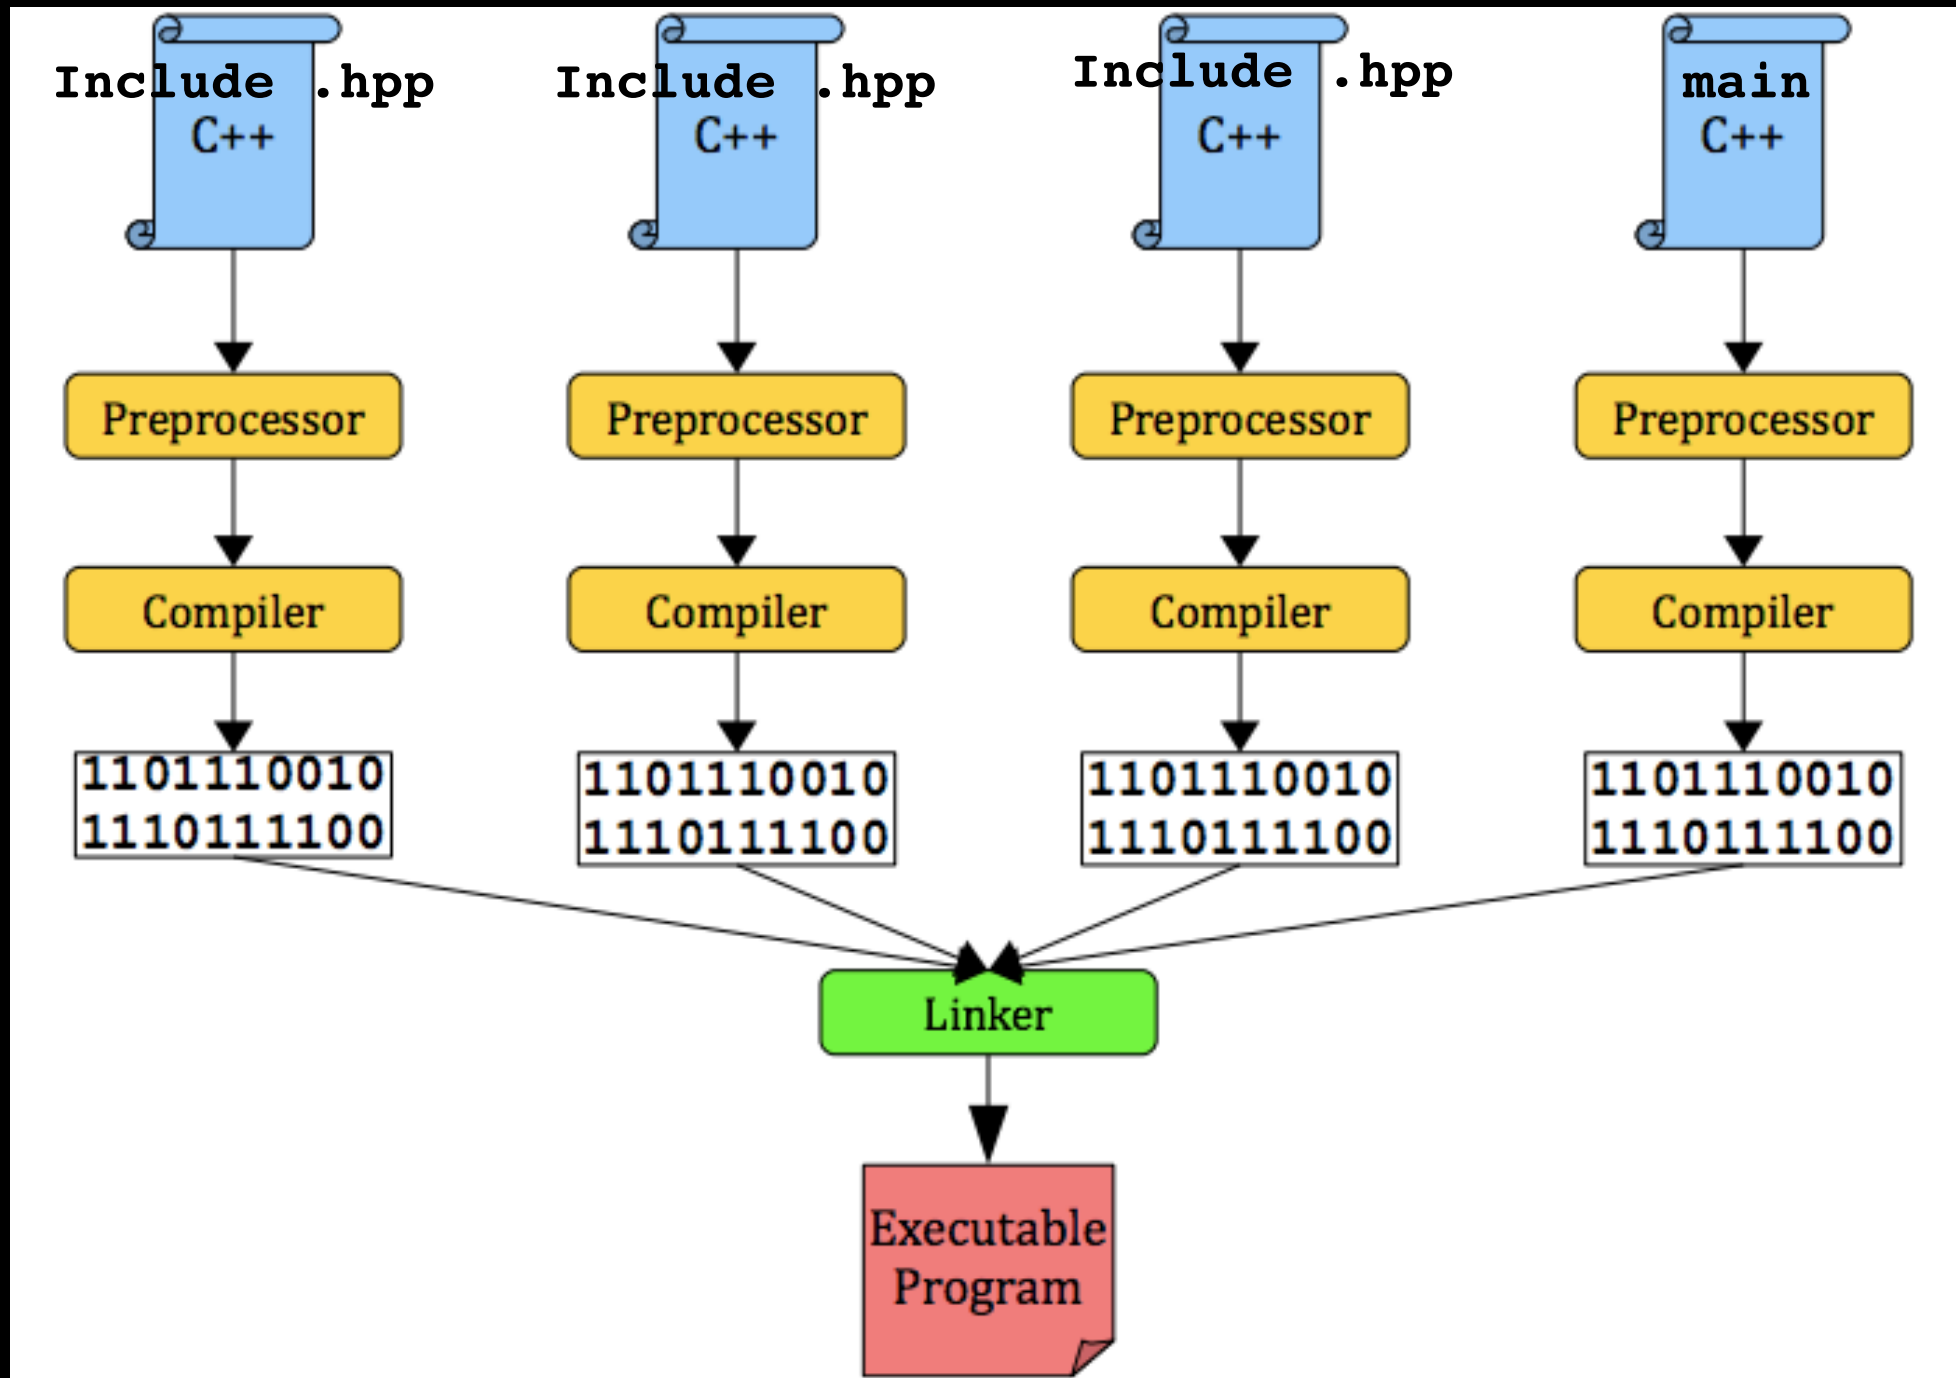 Include .hpp
C++
Include .hpp
C++
Include .hpp
C++
main
C++
Preprocessor
Preprocessor
Preprocessor
Preprocessor
Compiler
Compiler
Compiler
Compiler
1101110010
1110111100
1101110010
1110111100
1101110010
1110111100
1101110010
1110111100
Linker
Executable
Program